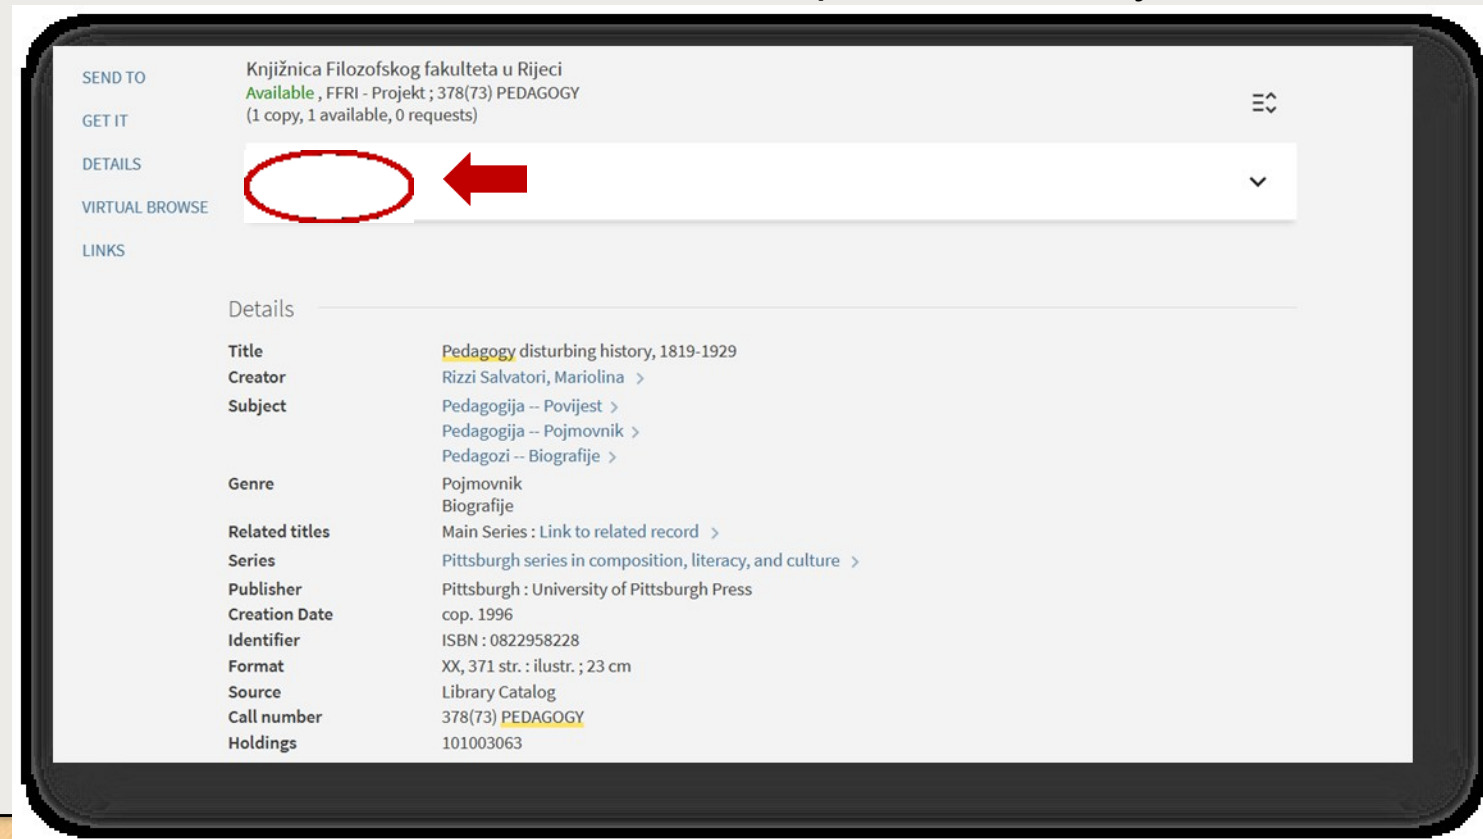 SEND TO
GET IT
DETAILS
VIRTUAL BROWSE
LINKS
Knjižnica Filozofskog fakulteta u Rijeci
Available , FFRI - Projekt ; 378(73) PEDAGOGY
(1 copy, 1 available, 0 requests)
Details
Title Pedagogy disturbing history, 1819-1929
Creator Rizzi Salvatori, Mariolina >
Subject Pedagogija -- Povijest >
Pedagogija -- Pojmovnik >
Pedagozi -- Biografije >
Genre Pojmovnik
Biografije
Related titles Main Series : Link to related record >
Series Pittsburgh series in composition, literacy, and culture >
Publisher Pittsburgh : University of Pittsburgh Press
Creation Date cop. 1996
Identifier ISBN : 0822958228
Format XX, 371 str. : ilustr. ; 23 cm
Source Library Catalog
Call number 378(73) PEDAGOGY
Holdings 101003063